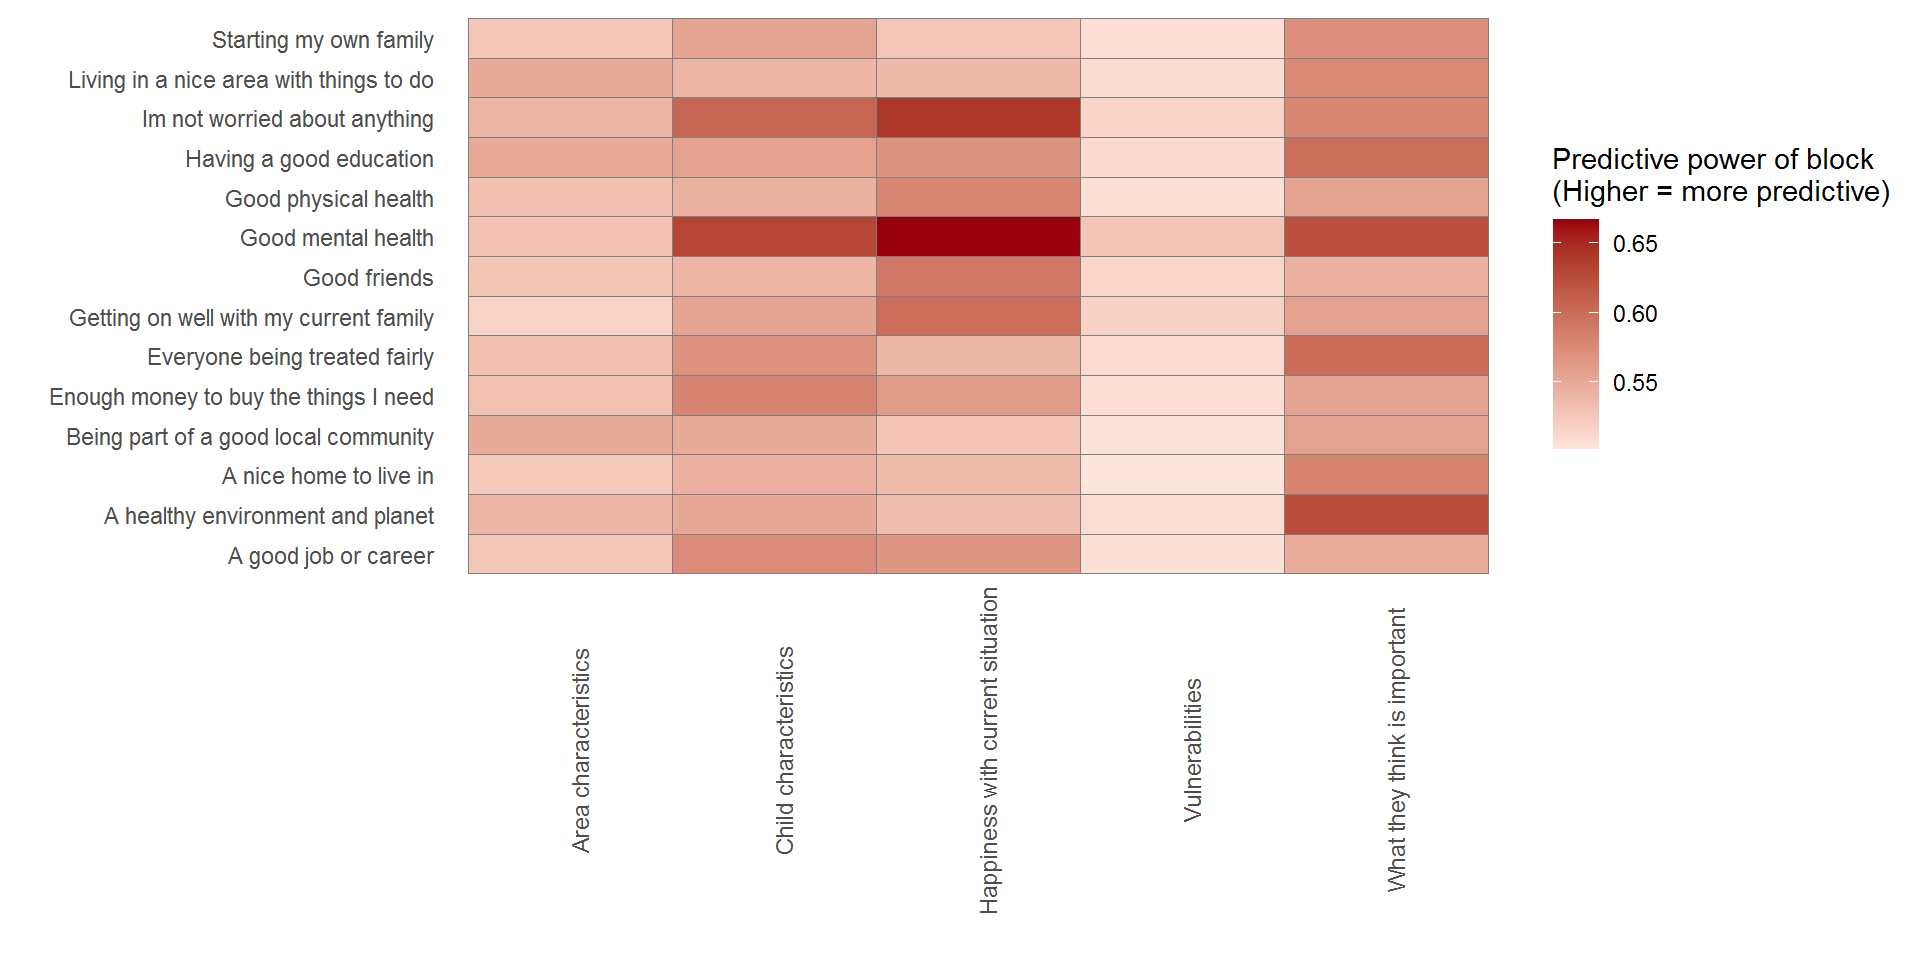 Starting my own family
Living in a nice area with things to do
Im not worried about anything
Having a good education
Good physical health
Good mental health
Good friends
Getting on well with my current family
Everyone being treated fairly
Enough money to buy the things I need
Being part of a good local community
A nice home to live in
A healthy environment and planet
A good job or career
Area characteristics
Child characteristics
Happiness with current situation
Vulnerabilities
What they think is important
Predictive power of block
(Higher = more predictive)
0.65
0.60
0.55